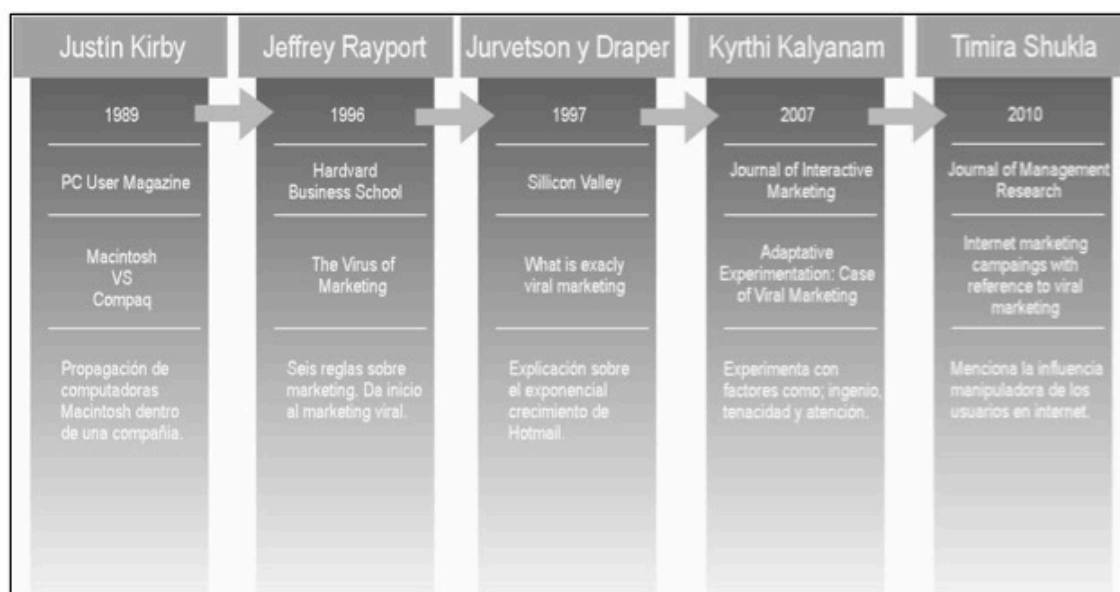 Justín Kirby
1989
PC User Magazine
Macintosh
VS
Compaq
Propagación de
computadoras
Macintosh dentro
de una compañia.
Jeffrey Rayport
1996
Hardvard
Business School
The Virus of
Marketing
Seis reglas sobre
marketing. Da inicio
al marketing viral.
Jurvetson y Draper
1997
Sillicon Valley
What is exacly
viral marketing
Explicación sobre
el exponencial
crecimiento de
Hotmail.
Kyrthi Kalyanam
2007
Journal of Interactive
Marketing
Adaptative
Experimentation: Case
of Viral Marketing
Experimenta con
factores como; ingenio,
tenacidad y atención.
Timira Shukla
2010
Journal of Management
Research
Internet marketing
campaings with
reference to viral
marketing
Menciona la influencia
manipuladora de los
usuarios en internet.